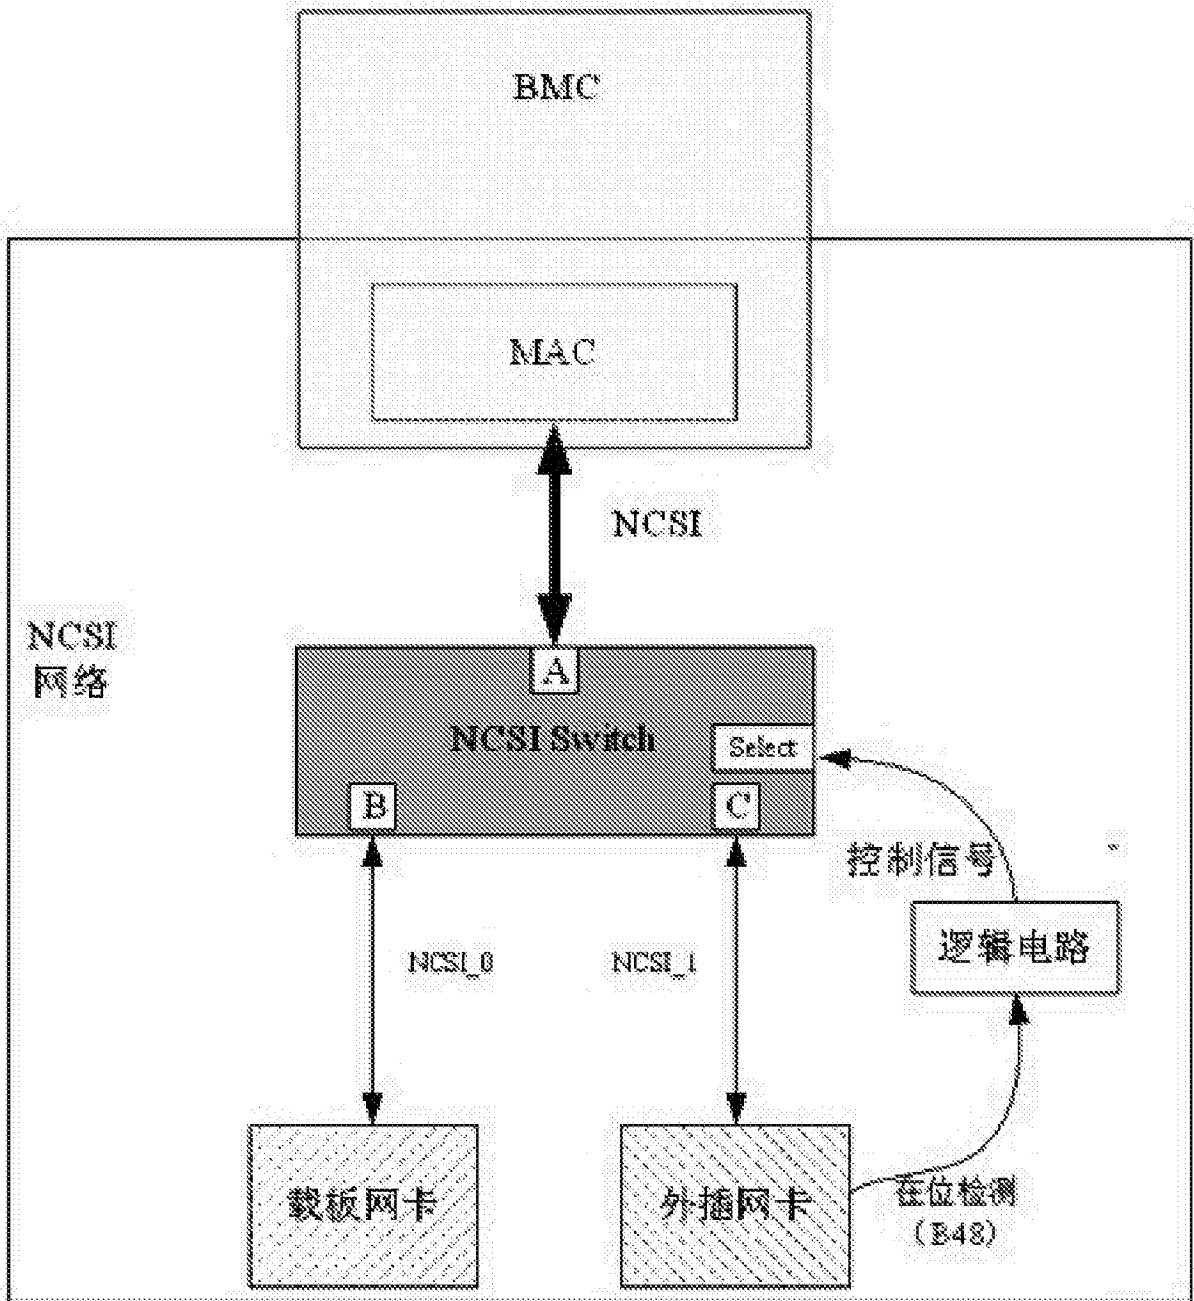 BMC
MAC
NCSI
NCSI
网络
A
NCSI Switch
Select
B
C
控制信号
逻辑电路
NCSI_0
NCSI_1
载板网卡
外插网卡
在位检测
(B48)